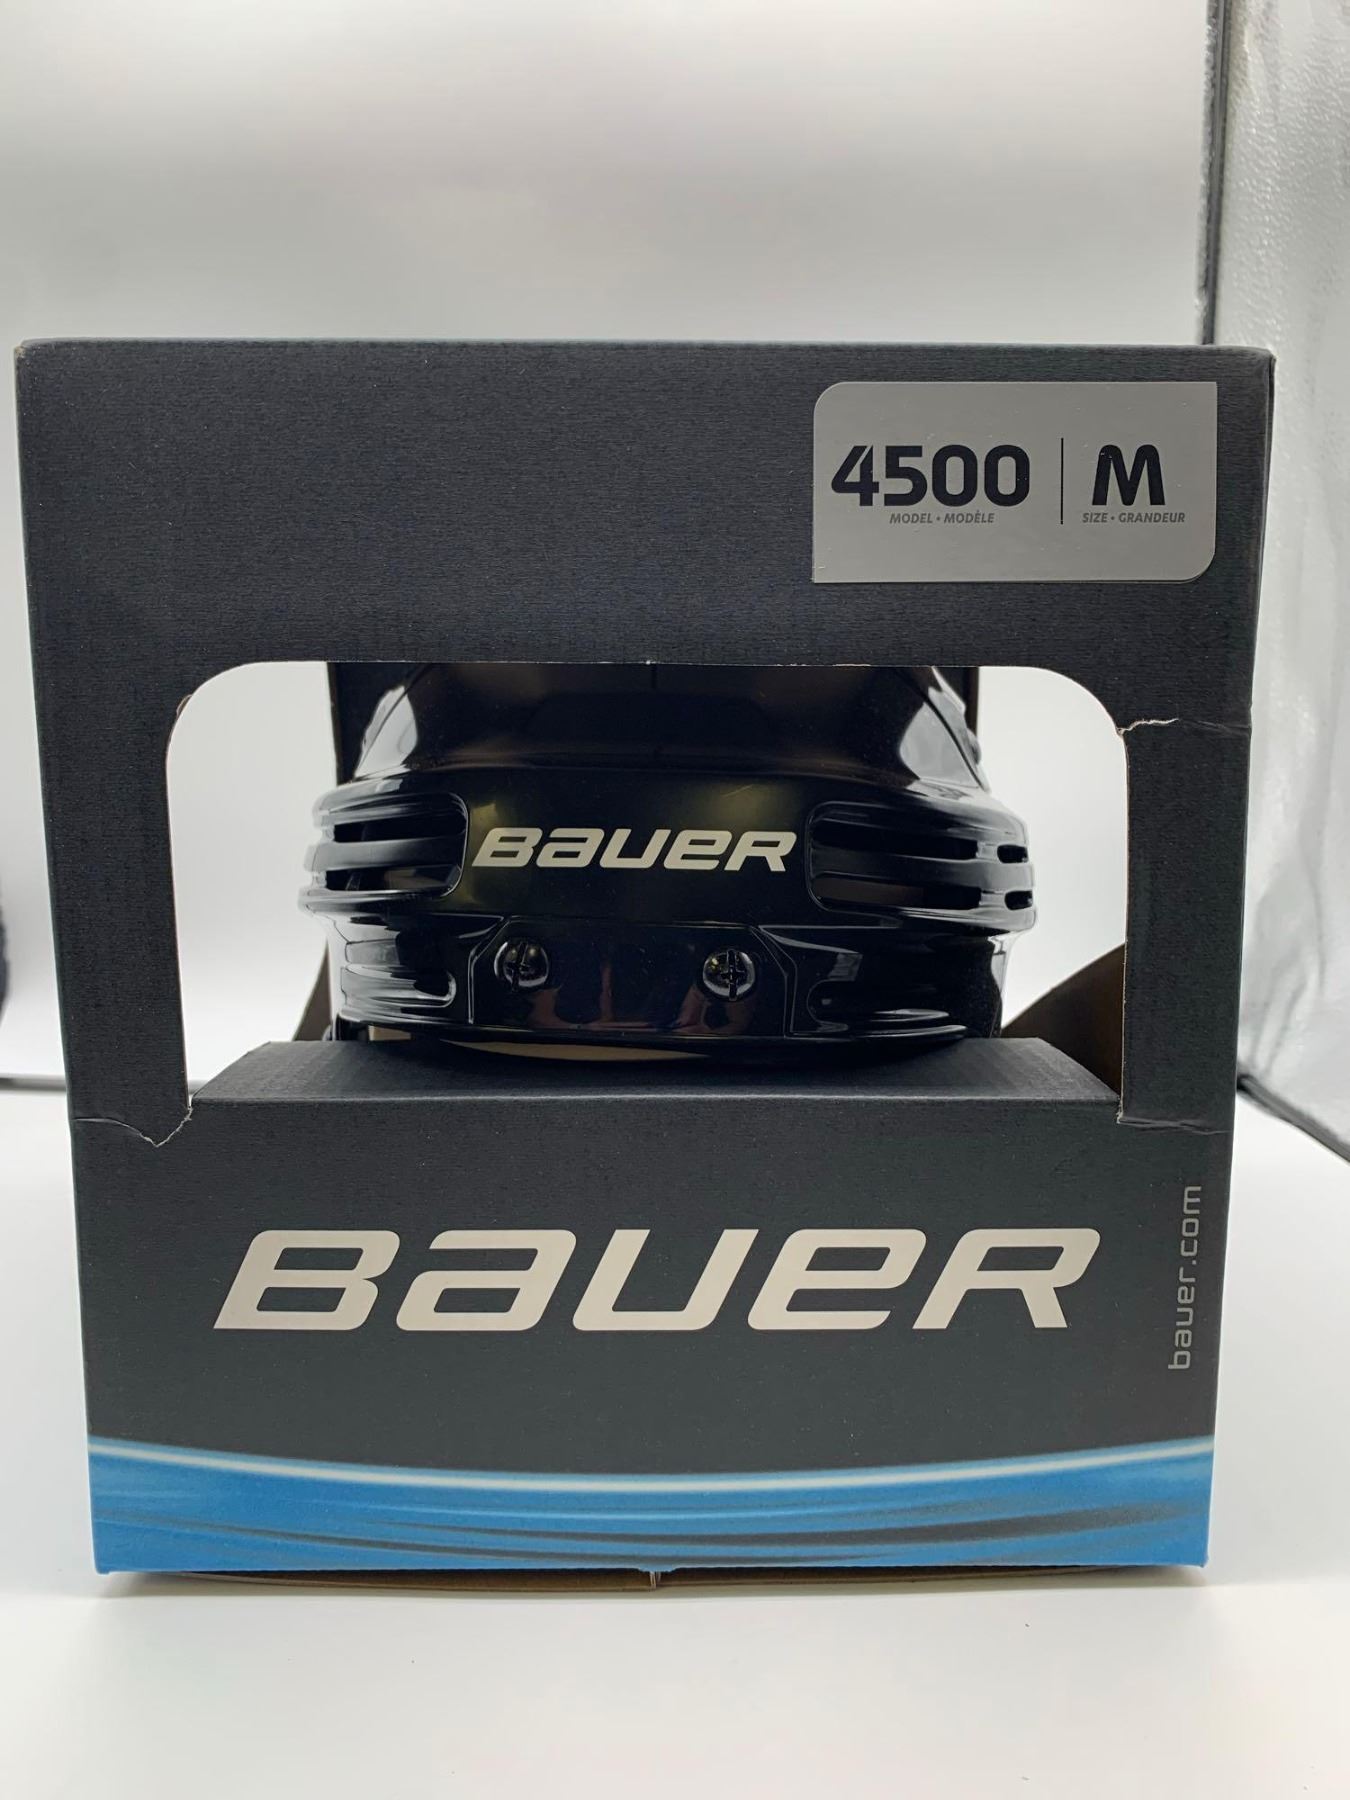 4500 M
MODEL • MODÈLE SIZE • GRANDEUR
BAUER
BAUER
bauer.com